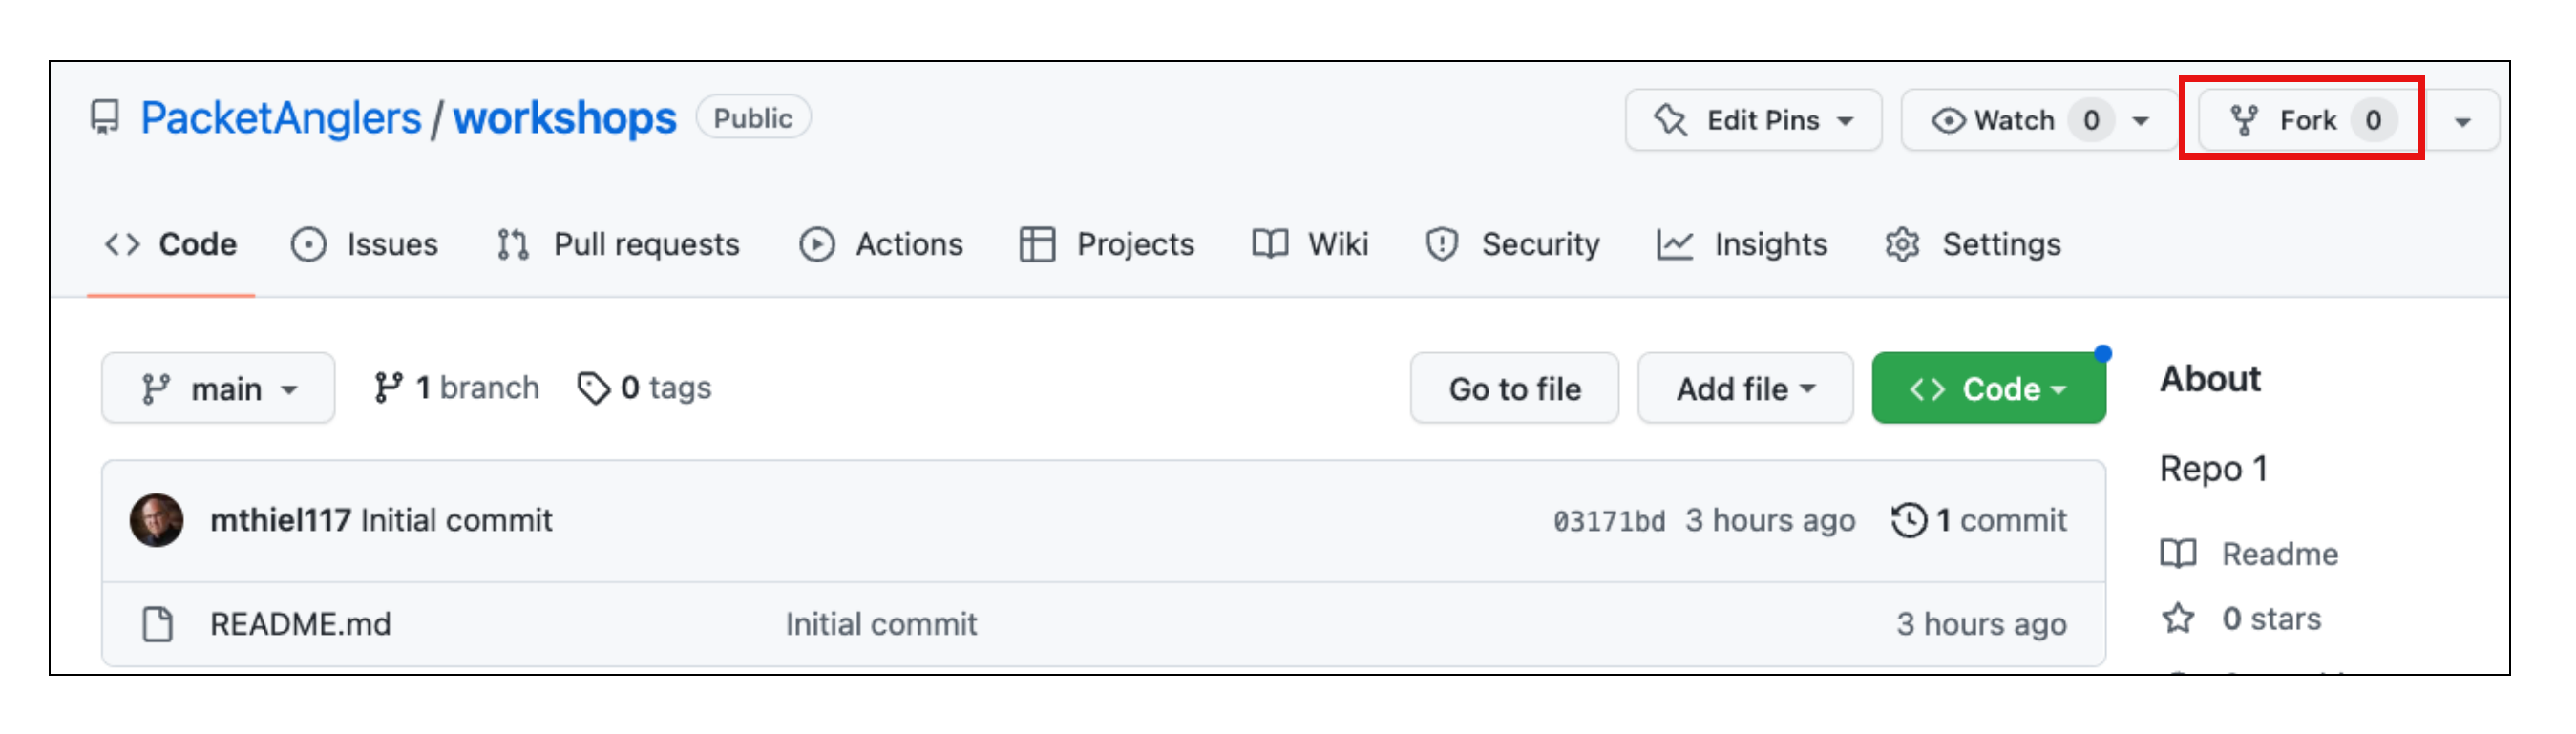 PacketAnglers / workshops Public Edit Pins Watch 0 Fork 0
Code Issues Pull requests Actions Projects Wiki Security Insights Settings
main 1 branch 0 tags Go to file Add file Code About
Repo 1
mthiel117 Initial commit 03171bd 3 hours ago 1 commit
Readme
README.md Initial commit 3 hours ago
0 stars